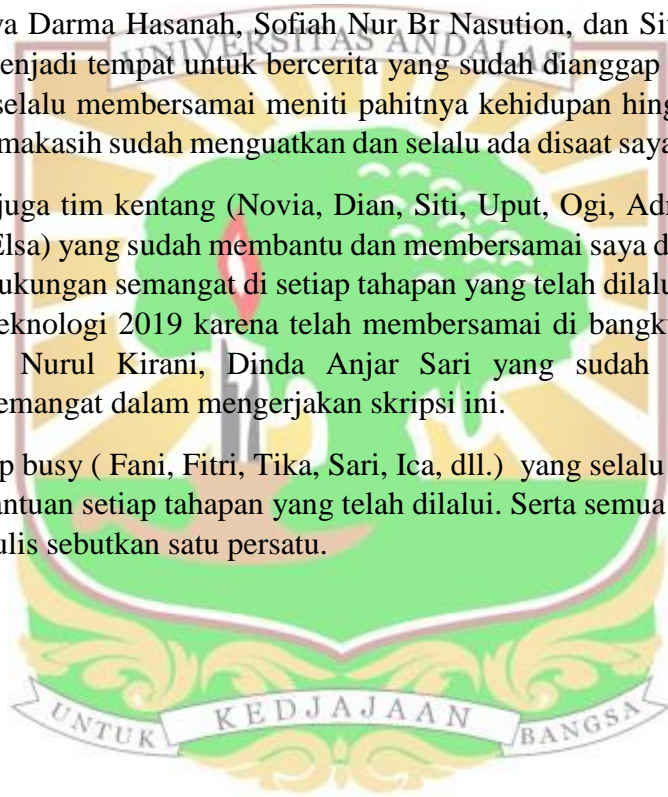 va Darma Hasanah, Sofiah Nur Br Nasution, dan Si
UNIVERSITAS ANDALAS
enjadi tempat untuk bercerita yang sudah dianggap
selalu membersamai meniti pahitnya kehidupan hing
makasih sudah menguatkan dan selalu ada disaat saya
juga tim kentang (Novia, Dian, Siti, Uput, Ogi, Ad
Elsa) yang sudah membantu dan membersamai saya d
ukungan semangat di setiap tahapan yang telah dilalu
eknologi 2019 karena telah membersamai di bangk
Nurul Kirani, Dinda Anjar Sari yang sudah
emangat dalam mengerjakan skripsi ini.
p busy ( Fani, Fitri, Tika, Sari, Ica, dll.) yang selalu
antuan setiap tahapan yang telah dilalui. Serta semua
ulis sebutkan satu persatu.
UNTUK KEDJAJAAN BANGSA